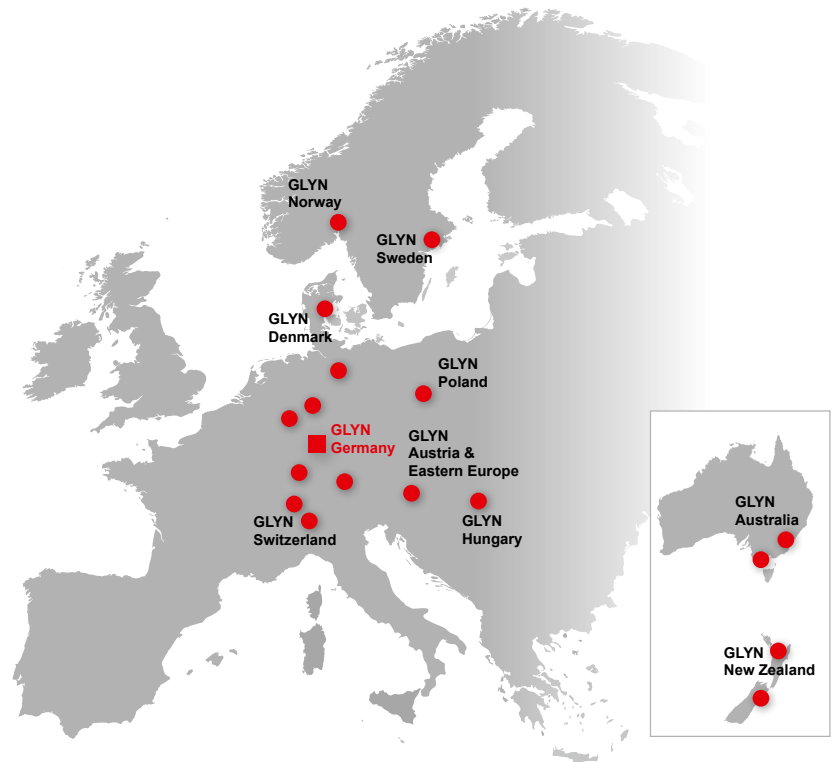 GLYN
Norway
GLYN
Sweden
GLYN
Denmark
GLYN
Poland
GLYN
Germany
GLYN
Austria &
Eastern Europe
GLYN
Hungary
GLYN
Switzerland
GLYN
Australia
GLYN
New Zealand